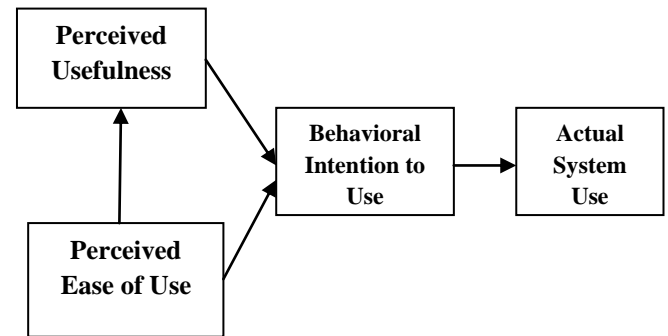 Perceived
Usefulness
Behavioral
Intention to
Use
Actual
System
Use
Perceived
Ease of Use